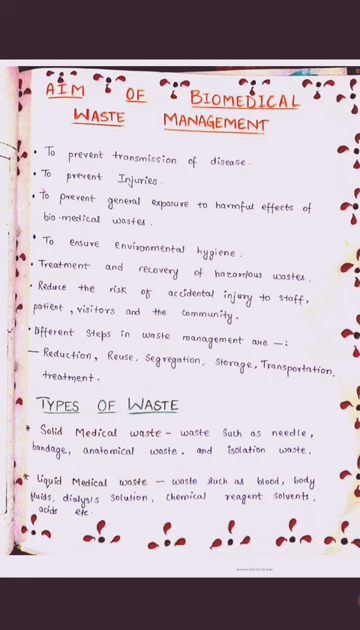 AIM OF BIOMEDICAL
WASTE MANAGEMENT
• To prevent transmission of disease.
• To prevent Injuries.
• To prevent general exposure to harmful effects of
bio-medical wastes.
• To ensure environmental hygiene.
• Treatment and recovery of hazardous wastes.
• Reduce the risk of accidental injury to staff,
patient, visitors and the community.
• Dfferent Steps in waste management are —:
— Reduction, Reuse, Segregation, Storage, Transportation,
treatment.
TYPES OF WASTE
* Solid Medical waste – waste Such as needle,
bandage, anatomical waste, and isolation waste.
* Liquid Medical waste – waste such as blood, body
fluids, dialysis solution, chemical reagent solvents,
acids etc.